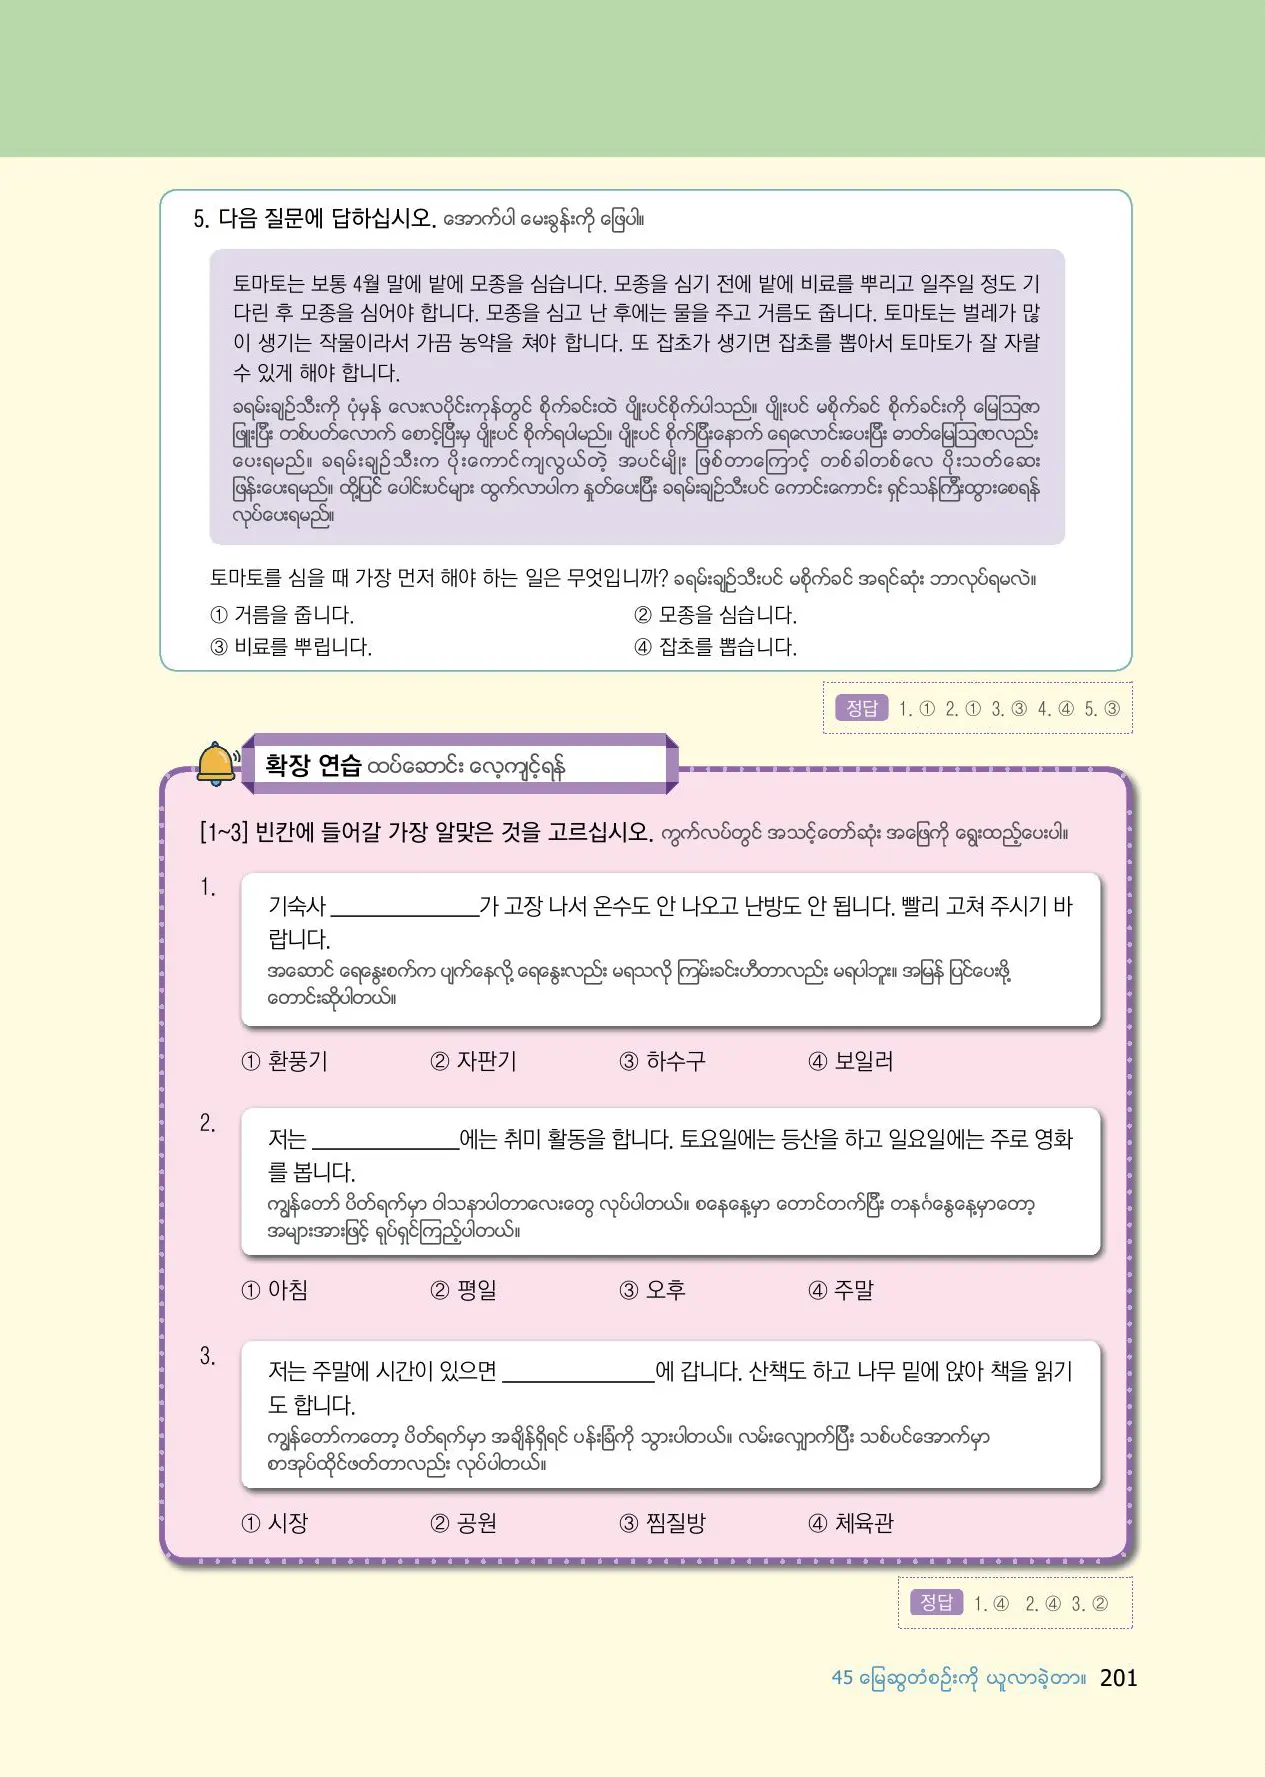 5. 다음 질문에 답하십시오. အောက်ပါ မေးခွန်းကို ဖြေပါ။
토마토는 보통 4월 말에 밭에 모종을 심습니다. 모종을 심기 전에 밭에 비료를 뿌리고 일주일 정도 기
다린 후 모종을 심어야 합니다. 모종을 심고 난 후에는 물을 주고 거름도 줍니다. 토마토는 벌레가 많
이 생기는 작물이라서 가끔 농약을 쳐야 합니다. 또 잡초가 생기면 잡초를 뽑아서 토마토가 잘 자랄
수 있게 해야 합니다.
ခရမ်းချဉ်သီးကို ပုံမှန် လေးလပိုင်းကုန်တွင် စိုက်ခင်းထဲ ပျိုးပင်စိုက်ပါသည်။ ပျိုးပင် မစိုက်ခင် စိုက်ခင်းကို မြေဩဇာ
ဖြူးပြီး တစ်ပတ်လောက် စောင့်ပြီးမှ ပျိုးပင် စိုက်ရပါမည်။ ပျိုးပင် စိုက်ပြီးနောက် ရေလောင်းပေးပြီး ဓာတ်မြေဩဇာလည်း
ပေးရမည်။ ခရမ်းချဉ်သီးက ပိုးကောင်ကျလွယ်တဲ့ အပင်မျိုး ဖြစ်တာကြောင့် တစ်ခါတစ်လေ ပိုးသတ်ဆေး
ဖြန်းပေးရမည်။ ထို့ပြင် ပေါင်းပင်များ ထွက်လာပါက နှုတ်ပေးပြီး ခရမ်းချဉ်သီးပင် ကောင်းကောင်း ရှင်သန်ကြီးထွားစေရန်
လုပ်ပေးရမည်။
토마토를 심을 때 가장 먼저 해야 하는 일은 무엇입니까? ခရမ်းချဉ်သီးပင် မစိုက်ခင် အရင်ဆုံး ဘာလုပ်ရမလဲ။
① 거름을 줍니다. ② 모종을 심습니다.
③ 비료를 뿌립니다. ④ 잡초를 뽑습니다.
정답 1. ① 2. ① 3. ③ 4. ④ 5. ③
확장 연습 ထပ်ဆောင်း လေ့ကျင့်ရန်
[1~3] 빈칸에 들어갈 가장 알맞은 것을 고르십시오. ကွက်လပ်တွင် အသင့်တော်ဆုံး အဖြေကို ရွေးထည့်ပေးပါ။
1.
기숙사 ____________가 고장 나서 온수도 안 나오고 난방도 안 됩니다. 빨리 고쳐 주시기 바
랍니다.
အဆောင် ရေနွေးစက်က ပျက်နေလို့ ရေနွေးလည်း မရသလို ကြမ်းခင်းဟီတာလည်း မရပါဘူး။ အမြန် ပြင်ပေးဖို့
တောင်းဆိုပါတယ်။
① 환풍기 ② 자판기 ③ 하수구 ④ 보일러
2.
저는 ____________에는 취미 활동을 합니다. 토요일에는 등산을 하고 일요일에는 주로 영화
를 봅니다.
ကျွန်တော် ပိတ်ရက်မှာ ဝါသနာပါတာလေးတွေ လုပ်ပါတယ်။ စနေနေ့မှာ တောင်တက်ပြီး တနင်္ဂနွေနေ့မှာတော့
အများအားဖြင့် ရုပ်ရှင်ကြည့်ပါတယ်။
① 아침 ② 평일 ③ 오후 ④ 주말
3.
저는 주말에 시간이 있으면 ____________에 갑니다. 산책도 하고 나무 밑에 앉아 책을 읽기
도 합니다.
ကျွန်တော်ကတော့ ပိတ်ရက်မှာ အချိန်ရှိရင် ပန်းခြံကို သွားပါတယ်။ လမ်းလျှောက်ပြီး သစ်ပင်အောက်မှာ
စာအုပ်ထိုင်ဖတ်တာလည်း လုပ်ပါတယ်။
① 시장 ② 공원 ③ 찜질방 ④ 체육관
정답 1. ④ 2. ④ 3. ②
45 မြေဆွတံစဉ်းကို ယူလာခဲ့တာ။ 201